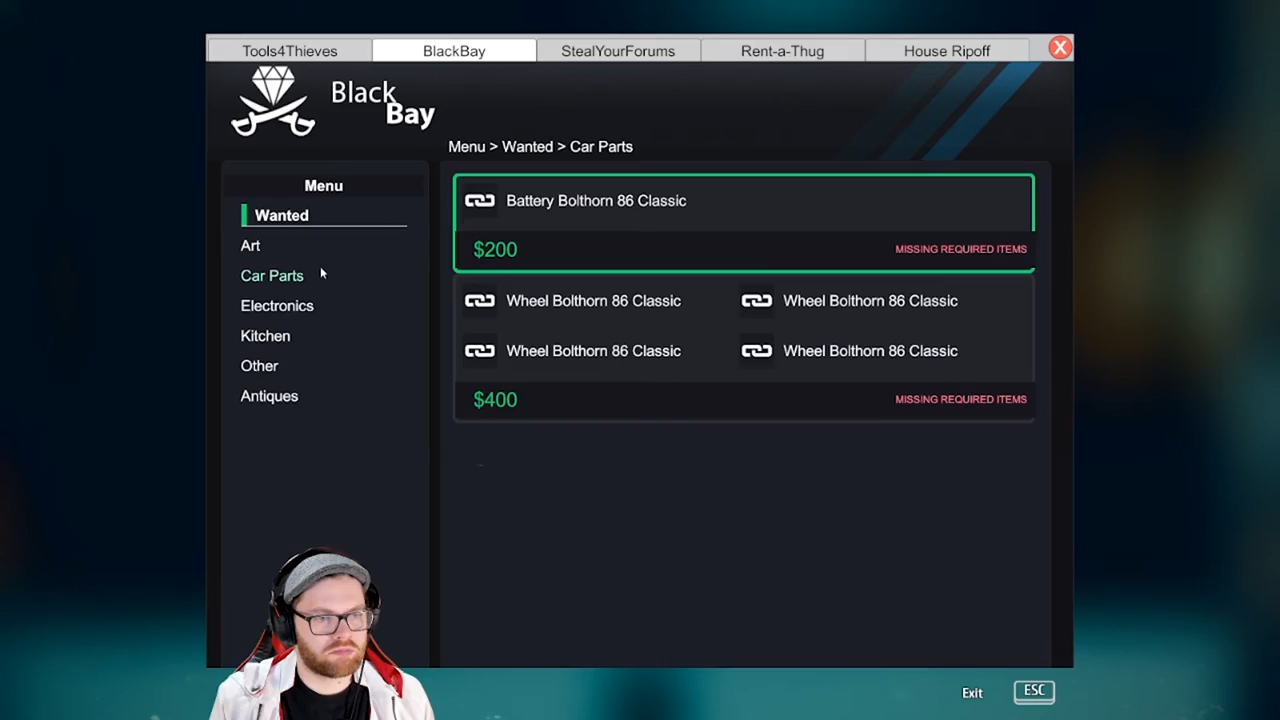 Tools4Thieves BlackBay StealYourForums Rent-a-Thug House Ripoff X
Black
Bay
Menu > Wanted > Car Parts
Menu
Wanted
Art
Car Parts
Electronics
Kitchen
Other
Antiques
Battery Bolthorn 86 Classic
$200 MISSING REQUIRED ITEMS
Wheel Bolthorn 86 Classic Wheel Bolthorn 86 Classic
Wheel Bolthorn 86 Classic Wheel Bolthorn 86 Classic
$400 MISSING REQUIRED ITEMS
Exit ESC